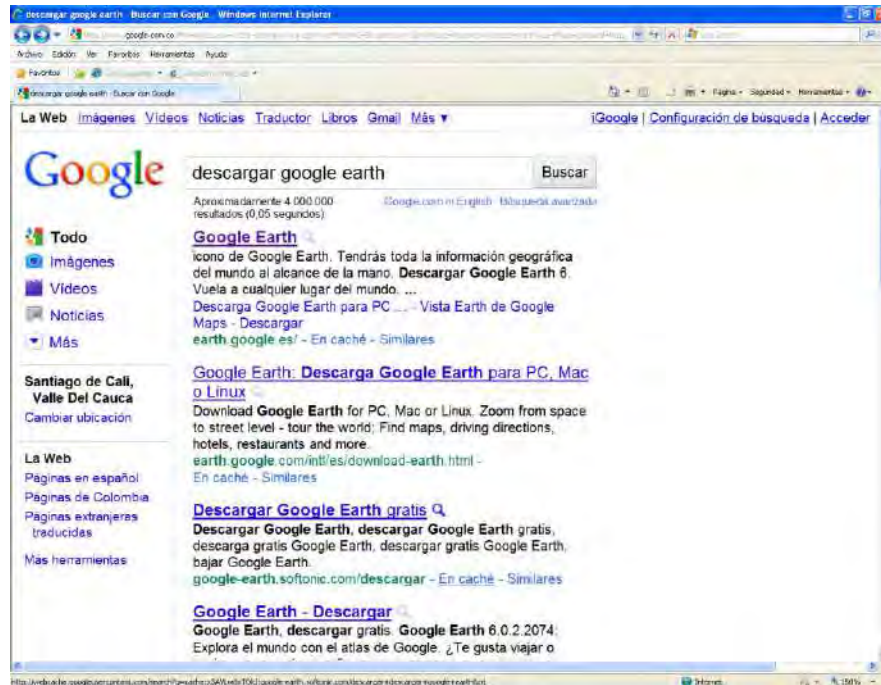 descargar google earth - Buscar con Google - Windows Internet Explorer
google.com.co
Archivo Edición Ver Favoritos Herramientas Ayuda
Favoritos
descargar google earth - Buscar con Google
Página Seguridad Herramientas
La Web Imágenes Vídeos Noticias Traductor Libros Gmail Más ▼ iGoogle | Configuración de búsqueda | Acceder
Google
descargar google earth Buscar
Aproximadamente 4.000.000 Google.com in English Búsqueda avanzada
resultados (0,05 segundos)
Todo
Imágenes
Vídeos
Noticias
Más
Santiago de Cali,
Valle Del Cauca
Cambiar ubicación
La Web
Páginas en español
Páginas de Colombia
Páginas extranjeras
traducidas
Más herramientas
Google Earth
icono de Google Earth. Tendrás toda la información geográfica
del mundo al alcance de la mano. Descargar Google Earth 6.
Vuela a cualquier lugar del mundo. ...
Descarga Google Earth para PC ... - Vista Earth de Google
Maps - Descargar
earth.google.es/ - En caché - Similares
Google Earth: Descarga Google Earth para PC, Mac
o Linux
Download Google Earth for PC, Mac or Linux. Zoom from space
to street level - tour the world; Find maps, driving directions,
hotels, restaurants and more.
earth.google.com/intl/es/download-earth.html -
En caché - Similares
Descargar Google Earth gratis
Descargar Google Earth, descargar Google Earth gratis,
descarga gratis Google Earth, descargar gratis Google Earth,
bajar Google Earth.
google-earth.softonic.com/descargar - En caché - Similares
Google Earth - Descargar
Google Earth, descargar gratis. Google Earth 6.0.2.2074:
Explora el mundo con el atlas de Google. ¿Te gusta viajar o
Internet 150%